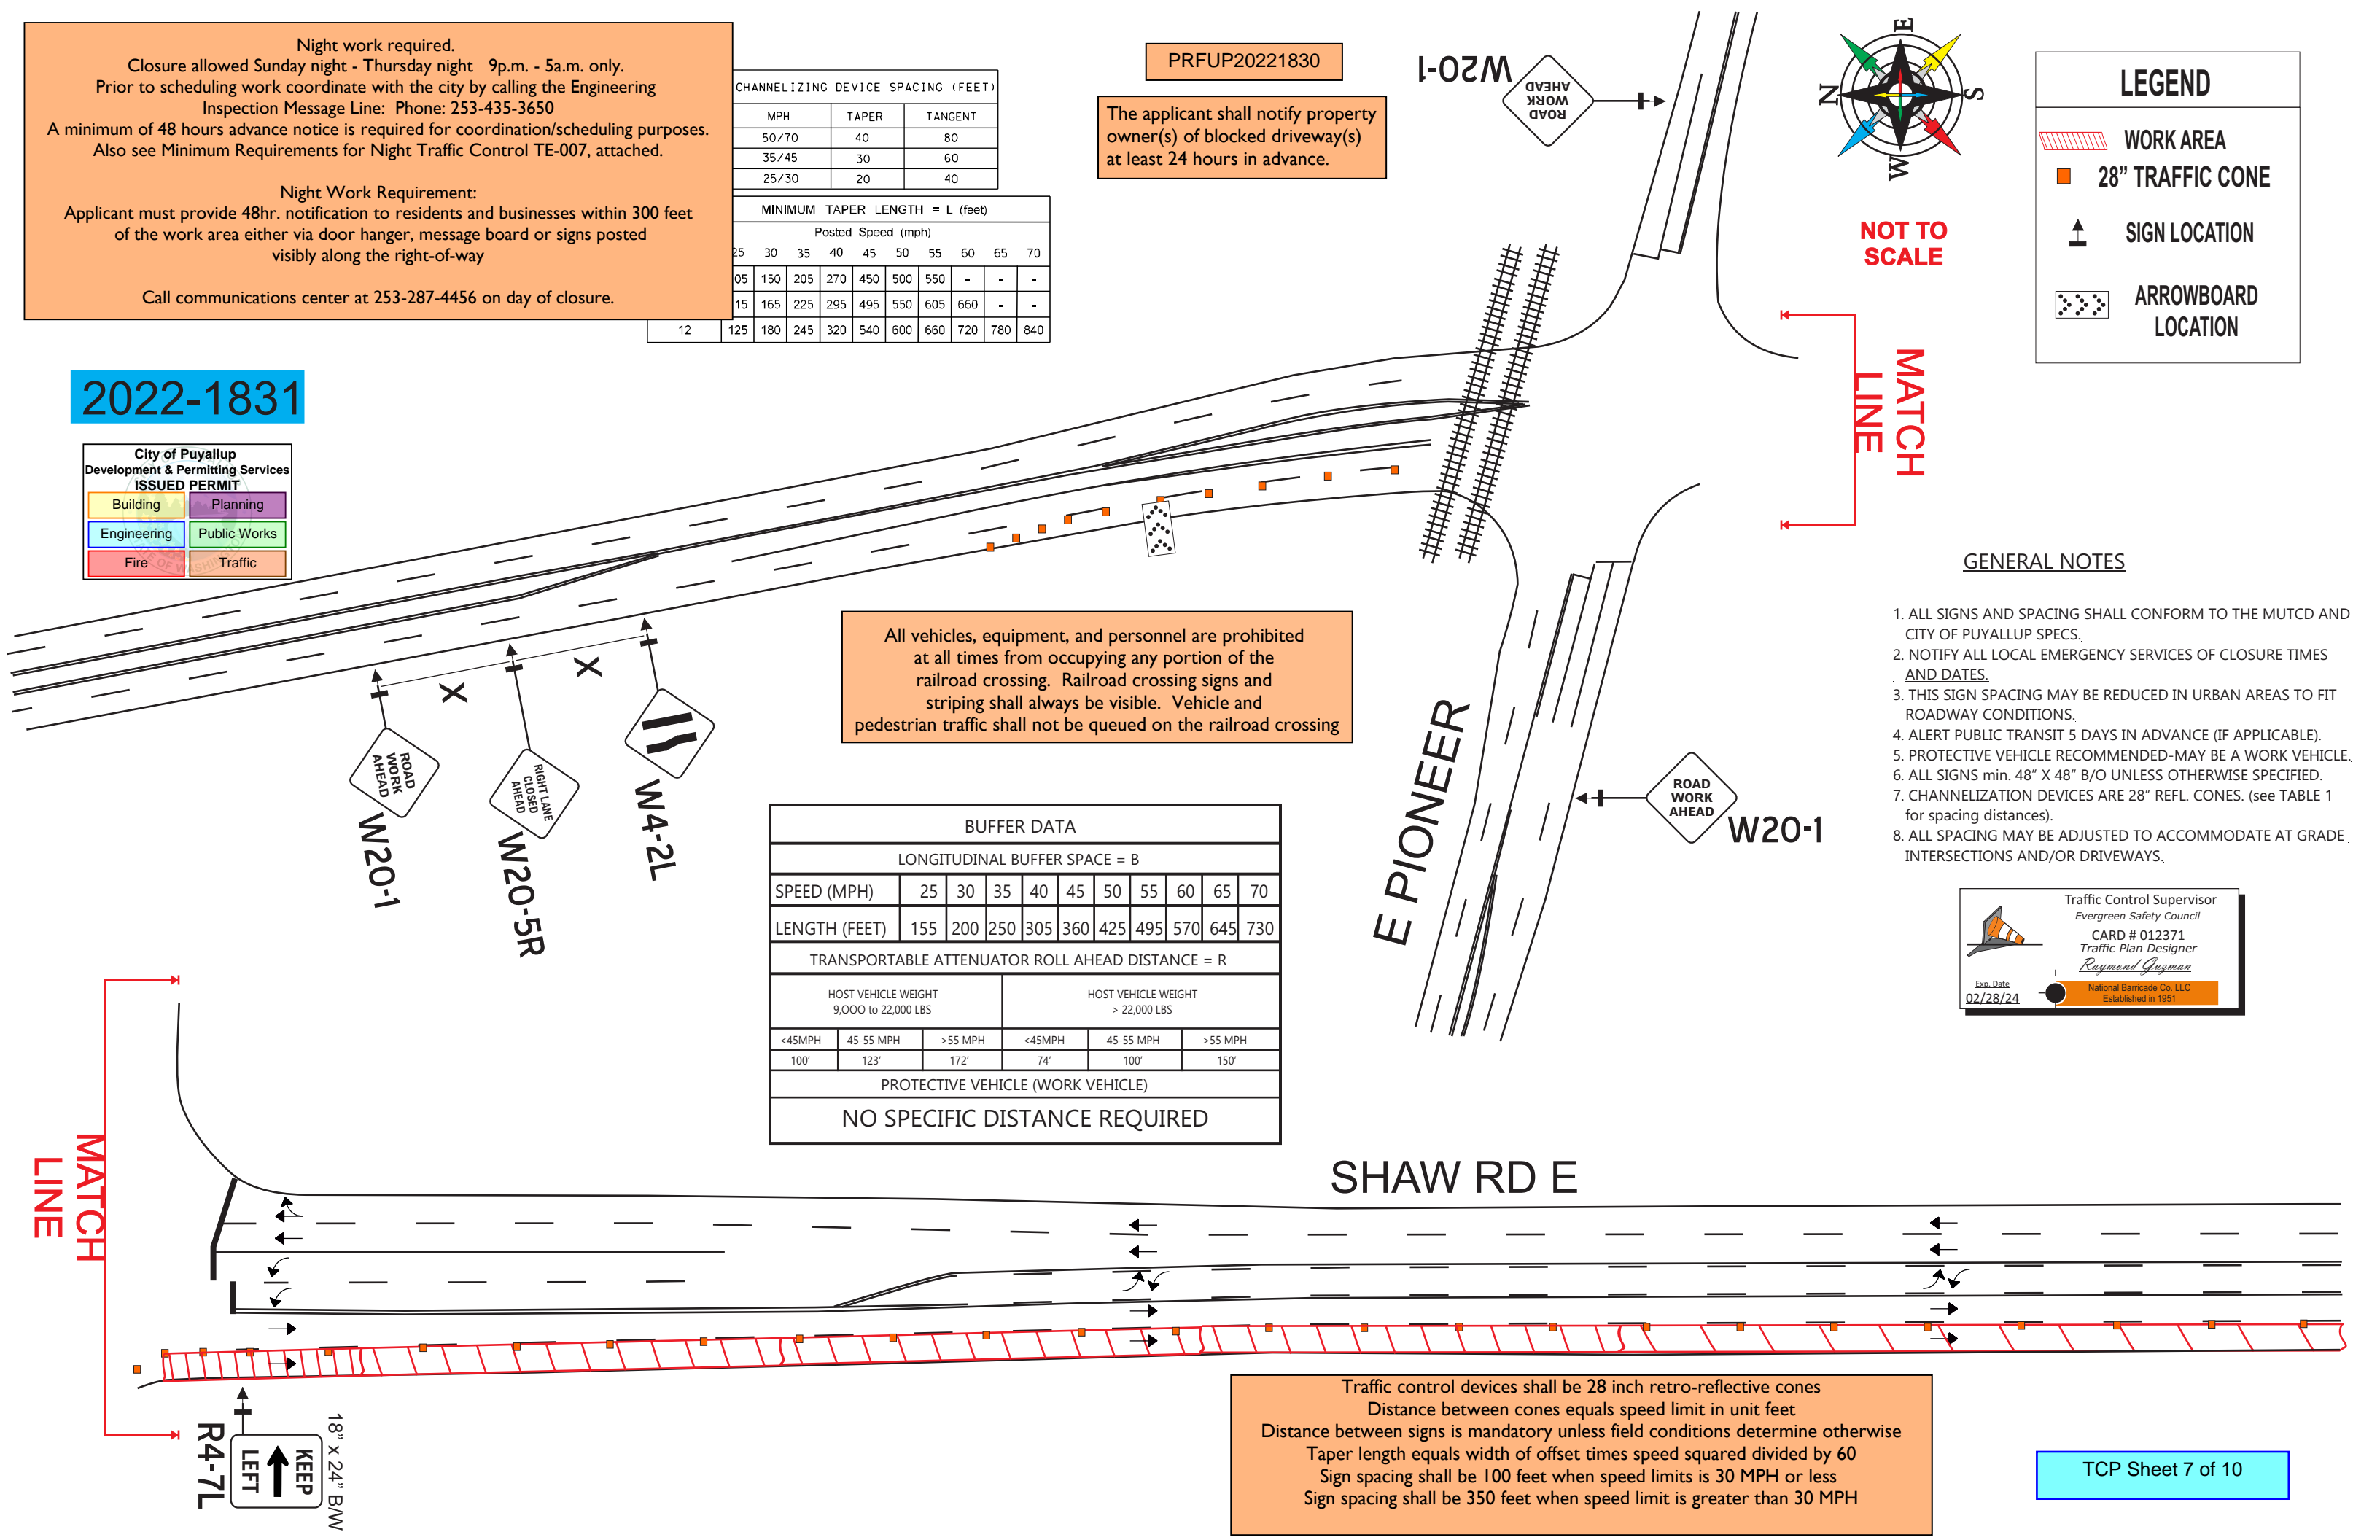 Night work required.
Closure allowed Sunday night - Thursday night 9p.m. - 5a.m. only.
Prior to scheduling work coordinate with the city by calling the Engineering
Inspection Message Line: Phone: 253-435-3650
A minimum of 48 hours advance notice is required for coordination/scheduling purposes.
Also see Minimum Requirements for Night Traffic Control TE-007, attached.
Night Work Requirement:
Applicant must provide 48hr. notification to residents and businesses within 300 feet
of the work area either via door hanger, message board or signs posted
visibly along the right-of-way
Call communications center at 253-287-4456 on day of closure.
CHANNELIZING DEVICE SPACING (FEET)
MPH TAPER TANGENT
50/70 40 80
35/45 30 60
25/30 20 40
MINIMUM TAPER LENGTH = L (feet)
Posted Speed (mph)
25 30 35 40 45 50 55 60 65 70
05 150 205 270 450 500 550 - - -
15 165 225 295 495 550 605 660 - -
12 125 180 245 320 540 600 660 720 780 840
PRFUP20221830
The applicant shall notify property
owner(s) of blocked driveway(s)
at least 24 hours in advance.
W20-1
ROAD
WORK
AHEAD
E
N
S
W
NOT TO
SCALE
LEGEND
WORK AREA
28” TRAFFIC CONE
SIGN LOCATION
ARROWBOARD
LOCATION
MATCH
LINE
2022-1831
City of Puyallup
Development & Permitting Services
ISSUED PERMIT
Building Planning
Engineering Public Works
Fire Traffic
X
X
ROAD
WORK
AHEAD
W20-1
RIGHT LANE
CLOSED
AHEAD
W20-5R
W4-2L
All vehicles, equipment, and personnel are prohibited
at all times from occupying any portion of the
railroad crossing. Railroad crossing signs and
striping shall always be visible. Vehicle and
pedestrian traffic shall not be queued on the railroad crossing
E PIONEER
ROAD
WORK
AHEAD
W20-1
GENERAL NOTES
1. ALL SIGNS AND SPACING SHALL CONFORM TO THE MUTCD AND
CITY OF PUYALLUP SPECS.
2. NOTIFY ALL LOCAL EMERGENCY SERVICES OF CLOSURE TIMES
AND DATES.
3. THIS SIGN SPACING MAY BE REDUCED IN URBAN AREAS TO FIT
ROADWAY CONDITIONS.
4. ALERT PUBLIC TRANSIT 5 DAYS IN ADVANCE (IF APPLICABLE).
5. PROTECTIVE VEHICLE RECOMMENDED-MAY BE A WORK VEHICLE.
6. ALL SIGNS min. 48” X 48” B/O UNLESS OTHERWISE SPECIFIED.
7. CHANNELIZATION DEVICES ARE 28” REFL. CONES. (see TABLE 1
for spacing distances).
8. ALL SPACING MAY BE ADJUSTED TO ACCOMMODATE AT GRADE
INTERSECTIONS AND/OR DRIVEWAYS.
BUFFER DATA
LONGITUDINAL BUFFER SPACE = B
SPEED (MPH) 25 30 35 40 45 50 55 60 65 70
LENGTH (FEET) 155 200 250 305 360 425 495 570 645 730
TRANSPORTABLE ATTENUATOR ROLL AHEAD DISTANCE = R
HOST VEHICLE WEIGHT
9,OOO to 22,000 LBS
HOST VEHICLE WEIGHT
> 22,000 LBS
<45MPH 45-55 MPH >55 MPH <45MPH 45-55 MPH >55 MPH
100’ 123’ 172’ 74’ 100’ 150’
PROTECTIVE VEHICLE (WORK VEHICLE)
NO SPECIFIC DISTANCE REQUIRED
Traffic Control Supervisor
Evergreen Safety Council
CARD # 012371
Traffic Plan Designer
Raymond Guzman
Exp. Date
02/28/24
National Barricade Co. LLC
Established in 1951
MATCH
LINE
SHAW RD E
R4-7L
KEEP
LEFT
18” x 24” B/W
Traffic control devices shall be 28 inch retro-reflective cones
Distance between cones equals speed limit in unit feet
Distance between signs is mandatory unless field conditions determine otherwise
Taper length equals width of offset times speed squared divided by 60
Sign spacing shall be 100 feet when speed limits is 30 MPH or less
Sign spacing shall be 350 feet when speed limit is greater than 30 MPH
TCP Sheet 7 of 10